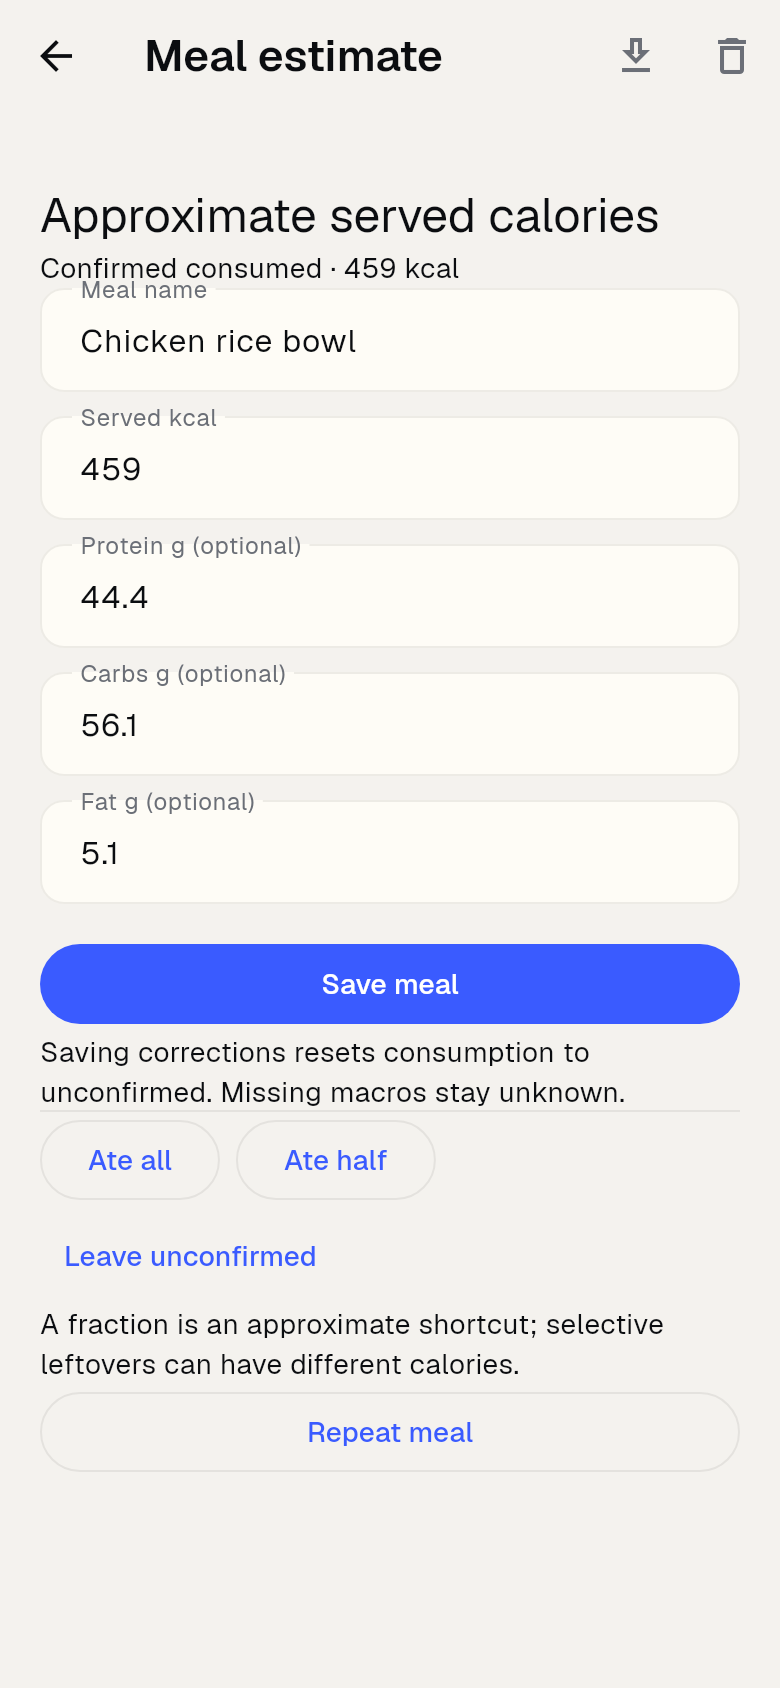 Meal estimate
Approximate served calories
Confirmed consumed · 459 kcal
Meal name
Chicken rice bowl
Served kcal
459
Protein g (optional)
44.4
Carbs g (optional)
56.1
Fat g (optional)
5.1
Save meal
Saving corrections resets consumption to
unconfirmed. Missing macros stay unknown.
Ate all
Ate half
Leave unconfirmed
A fraction is an approximate shortcut; selective
leftovers can have different calories.
Repeat meal